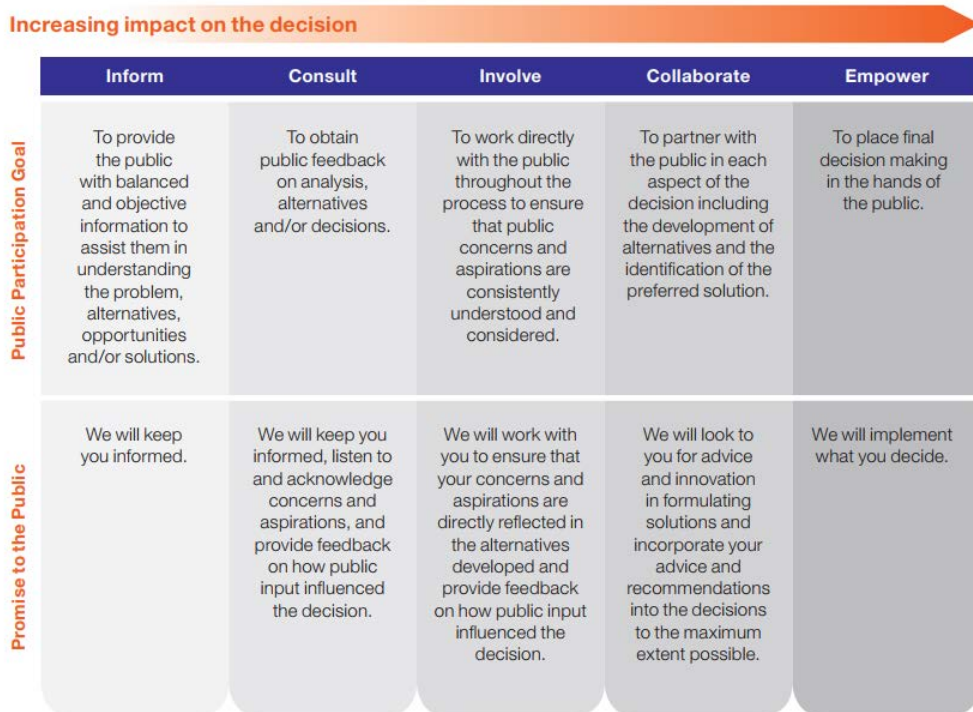 Increasing impact on the decision
Inform
Consult
Involve
Collaborate
Empower
Public Participation Goal
To provide
the public
with balanced
and objective
information to
assist them in
understanding
the problem,
alternatives,
opportunities
and/or solutions.
To obtain
public feedback
on analysis,
alternatives
and/or decisions.
To work directly
with the public
throughout the
process to ensure
that public
concerns and
aspirations are
consistently
understood and
considered.
To partner with
the public in each
aspect of the
decision including
the development of
alternatives and the
identification of the
preferred solution.
To place final
decision making
in the hands of
the public.
Promise to the Public
We will keep
you informed.
We will keep you
informed, listen to
and acknowledge
concerns and
aspirations, and
provide feedback
on how public
input influenced
the decision.
We will work with
you to ensure that
your concerns and
aspirations are
directly reflected in
the alternatives
developed and
provide feedback
on how public input
influenced the
decision.
We will look to
you for advice
and innovation
in formulating
solutions and
incorporate your
advice and
recommendations
into the decisions
to the maximum
extent possible.
We will implement
what you decide.